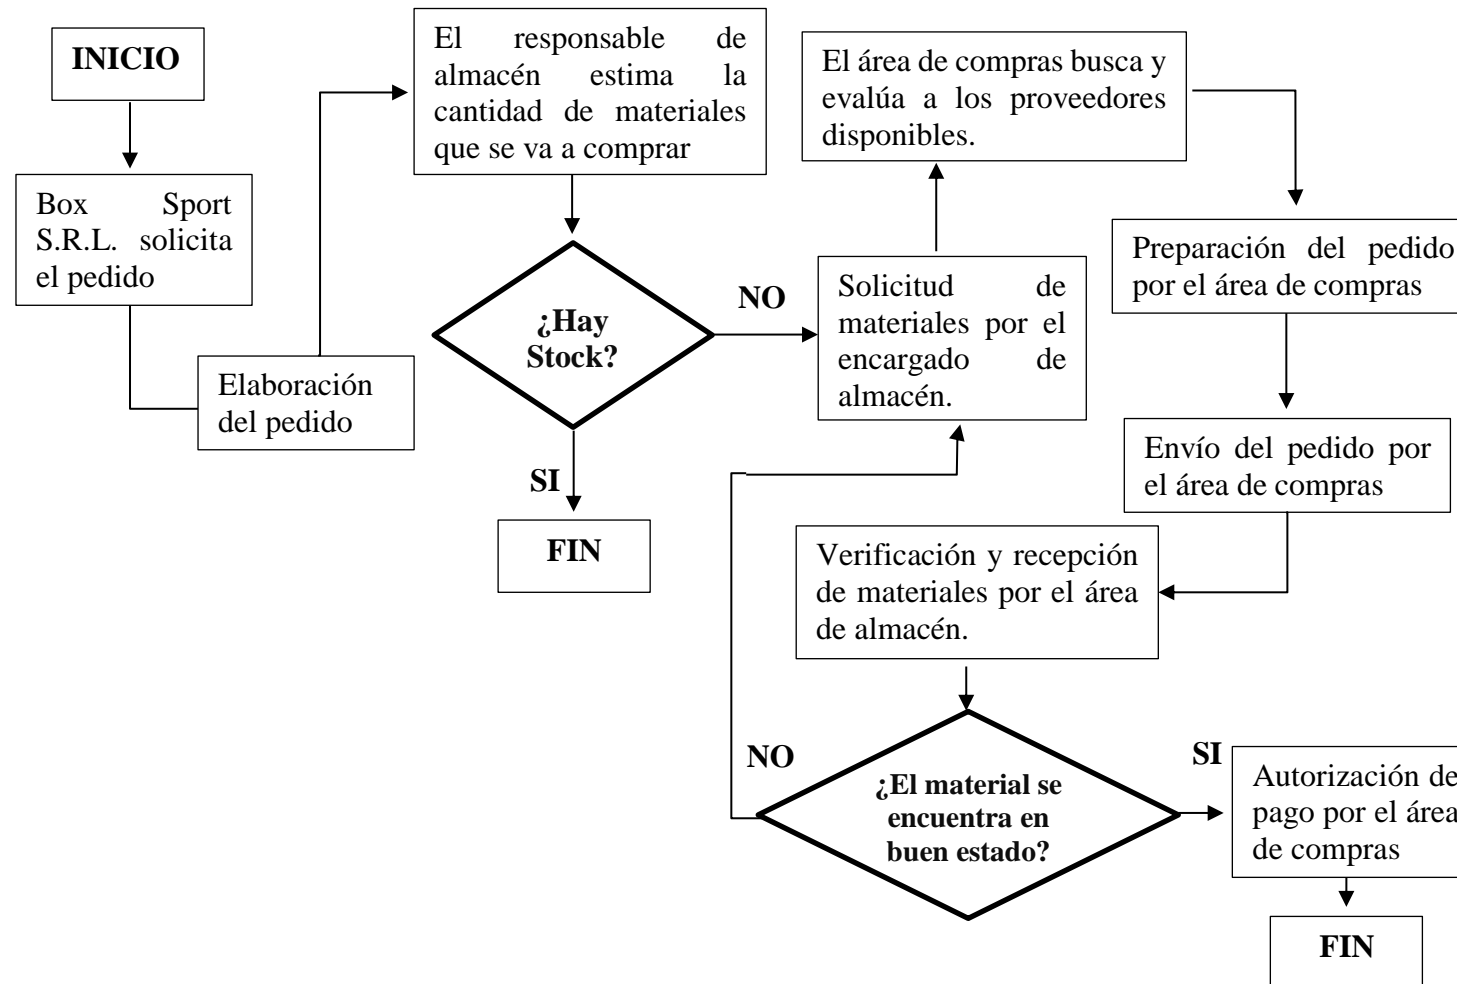 INICIO
Box Sport
S.R.L. solicita
el pedido
Elaboración
del pedido
El responsable de
almacén estima la
cantidad de materiales
que se va a comprar
¿Hay
Stock?
SI
FIN
NO
Solicitud de
materiales por el
encargado de
almacén.
El área de compras busca y
evalúa a los proveedores
disponibles.
Preparación del pedido
por el área de compras
Envío del pedido por
el área de compras
Verificación y recepción
de materiales por el área
de almacén.
¿El material se
encuentra en
buen estado?
NO
SI
Autorización de
pago por el área
de compras
FIN